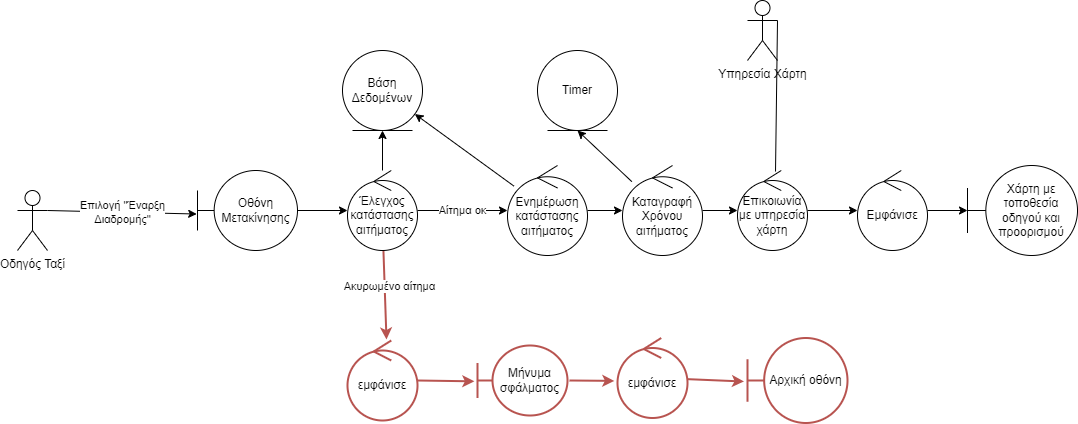 Υπηρεσία Χάρτη
Βάση
Δεδομένων
Timer
Οδηγός Ταξί
Επιλογή "Έναρξη
Διαδρομής"
Οθόνη
Μετακίνησης
Έλεγχος
κατάστασης
αιτήματος
Αίτημα οκ
Ενημέρωση
κατάστασης
αιτήματος
Καταγραφή
Χρόνου
αιτήματος
Επικοιωνία
με υπηρεσία
χάρτη
Εμφάνισε
Χάρτη με
τοποθεσία
οδηγού και
προορισμού
Ακυρωμένο αίτημα
εμφάνισε
Μήνυμα
σφάλματος
εμφάνισε
Αρχική οθόνη